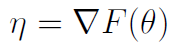 η = ∇F(θ)